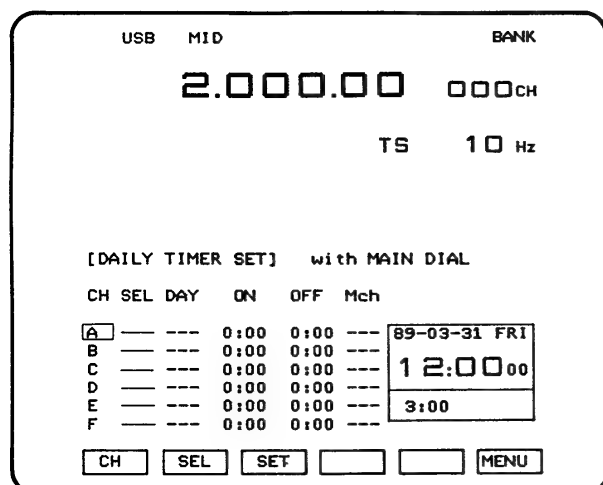 USB MID BANK
2.000.00 000CH
TS 10 Hz
[DAILY TIMER SET] with MAIN DIAL
CH SEL DAY ON OFF Mch
A —— --- 0:00 0:00 --- 89-03-31 FRI
B —— --- 0:00 0:00 ---
C —— --- 0:00 0:00 --- 12:00 00
D —— --- 0:00 0:00 ---
E —— --- 0:00 0:00 --- 3:00
F —— --- 0:00 0:00 ---
CH SEL SET MENU